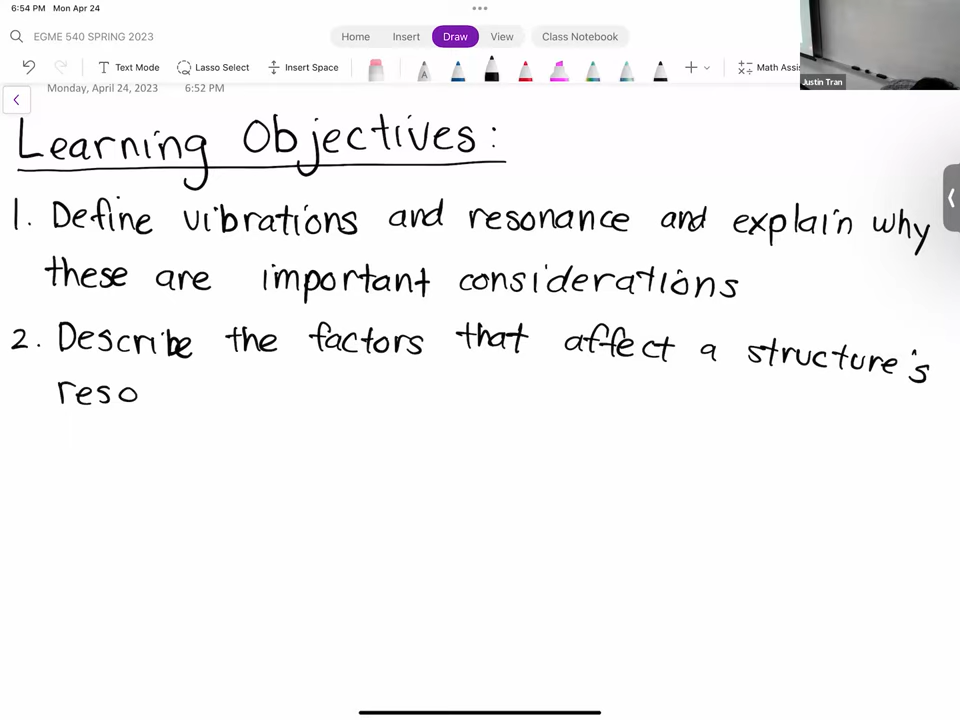 6:54 PM Mon Apr 24
EGME 540 SPRING 2023
Home Insert Draw View Class Notebook
Text Mode Lasso Select Insert Space A Math Assis
Justin Tran
Monday, April 24, 2023 6:52 PM
Learning Objectives:
1. Define vibrations and resonance and explain why
these are important considerations
2. Describe the factors that affect a structure's
reso